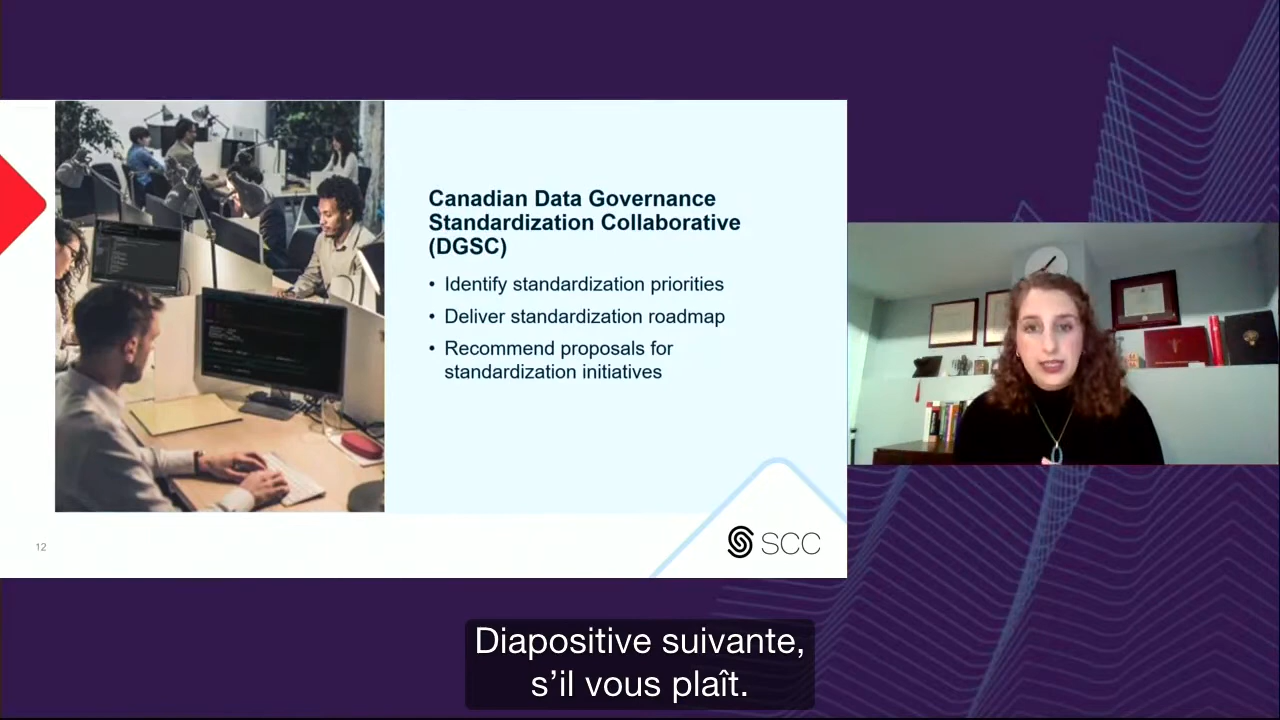 Canadian Data Governance
Standardization Collaborative
(DGSC)
• Identify standardization priorities
• Deliver standardization roadmap
• Recommend proposals for
standardization initiatives
12
SCC
Diapositive suivante,
s’il vous plaît.